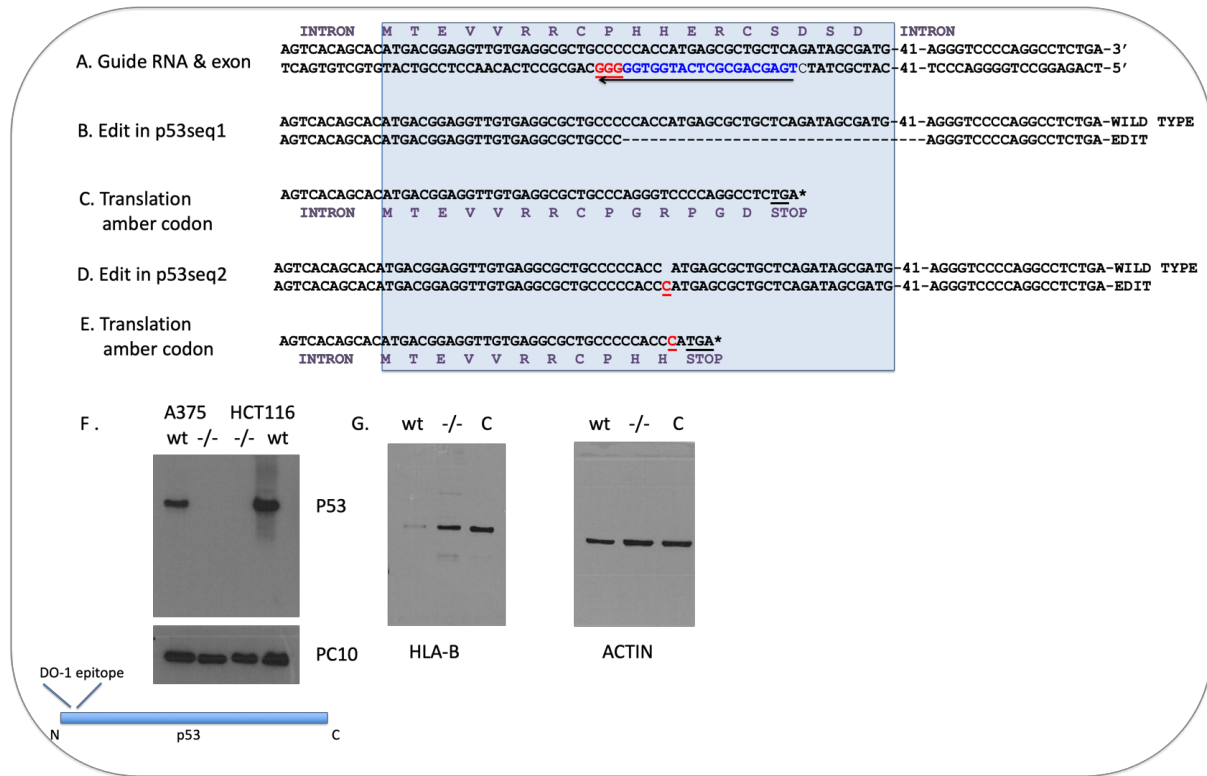 INTRON M T E V V R R C P H H E R C S D S D INTRON
A. Guide RNA & exon
AGTCACAGCACATGACGGAGGTTGTGAGGCGCTGCCCCCACCATGAGCGCTGCTCAGATAGCGATG-41-AGGGTCCCCAGGCCTCTGA-3’
TCAGTGTCGTGTACTGCCTCCAACACTCCGCGACGGGGGTGGTACTCGCGACGAGTCTATCGCTAC-41-TCCCAGGGGTCCGGAGACT-5’
B. Edit in p53seq1
AGTCACAGCACATGACGGAGGTTGTGAGGCGCTGCCCCCACCATGAGCGCTGCTCAGATAGCGATG-41-AGGGTCCCCAGGCCTCTGA-WILD TYPE
AGTCACAGCACATGACGGAGGTTGTGAGGCGCTGCCC----------------------------------AGGGTCCCCAGGCCTCTGA-EDIT
C. Translation
amber codon
AGTCACAGCACATGACGGAGGTTGTGAGGCGCTGCCCAGGGTCCCCAGGCCTCTGA*
INTRON M T E V V R R C P G R P G D STOP
D. Edit in p53seq2
AGTCACAGCACATGACGGAGGTTGTGAGGCGCTGCCCCCACC ATGAGCGCTGCTCAGATAGCGATG-41-AGGGTCCCCAGGCCTCTGA-WILD TYPE
AGTCACAGCACATGACGGAGGTTGTGAGGCGCTGCCCCCACCCATGAGCGCTGCTCAGATAGCGATG-41-AGGGTCCCCAGGCCTCTGA-EDIT
E. Translation
amber codon
AGTCACAGCACATGACGGAGGTTGTGAGGCGCTGCCCCCACCCATGA*
INTRON M T E V V R R C P H H STOP
F .
A375 HCT116
wt -/- -/- wt
P53
PC10
G.
wt -/- C
HLA-B
wt -/- C
ACTIN
DO-1 epitope
N p53 C